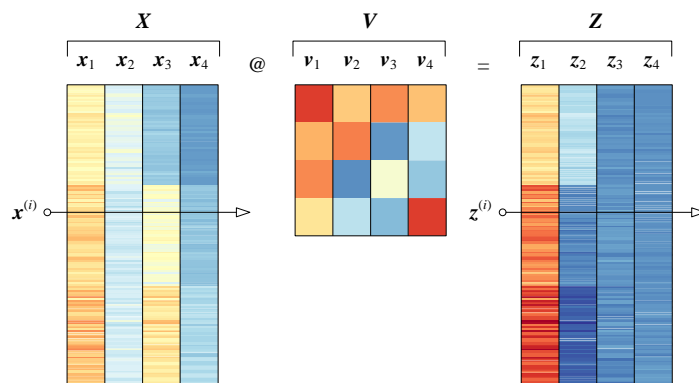 X V Z
x₁ x₂ x₃ x₄ @ v₁ v₂ v₃ v₄ = z₁ z₂ z₃ z₄
x⁽ⁱ⁾ z⁽ⁱ⁾